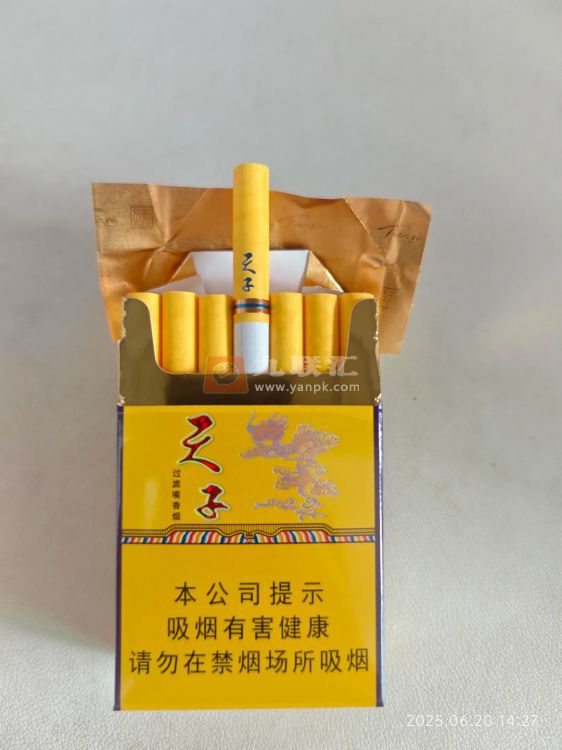 Tianzi
天子
九联汇
www.yanpk.com
天子
过滤嘴香烟
本公司提示
吸烟有害健康
请勿在禁烟场所吸烟
2025.06.20 14:27